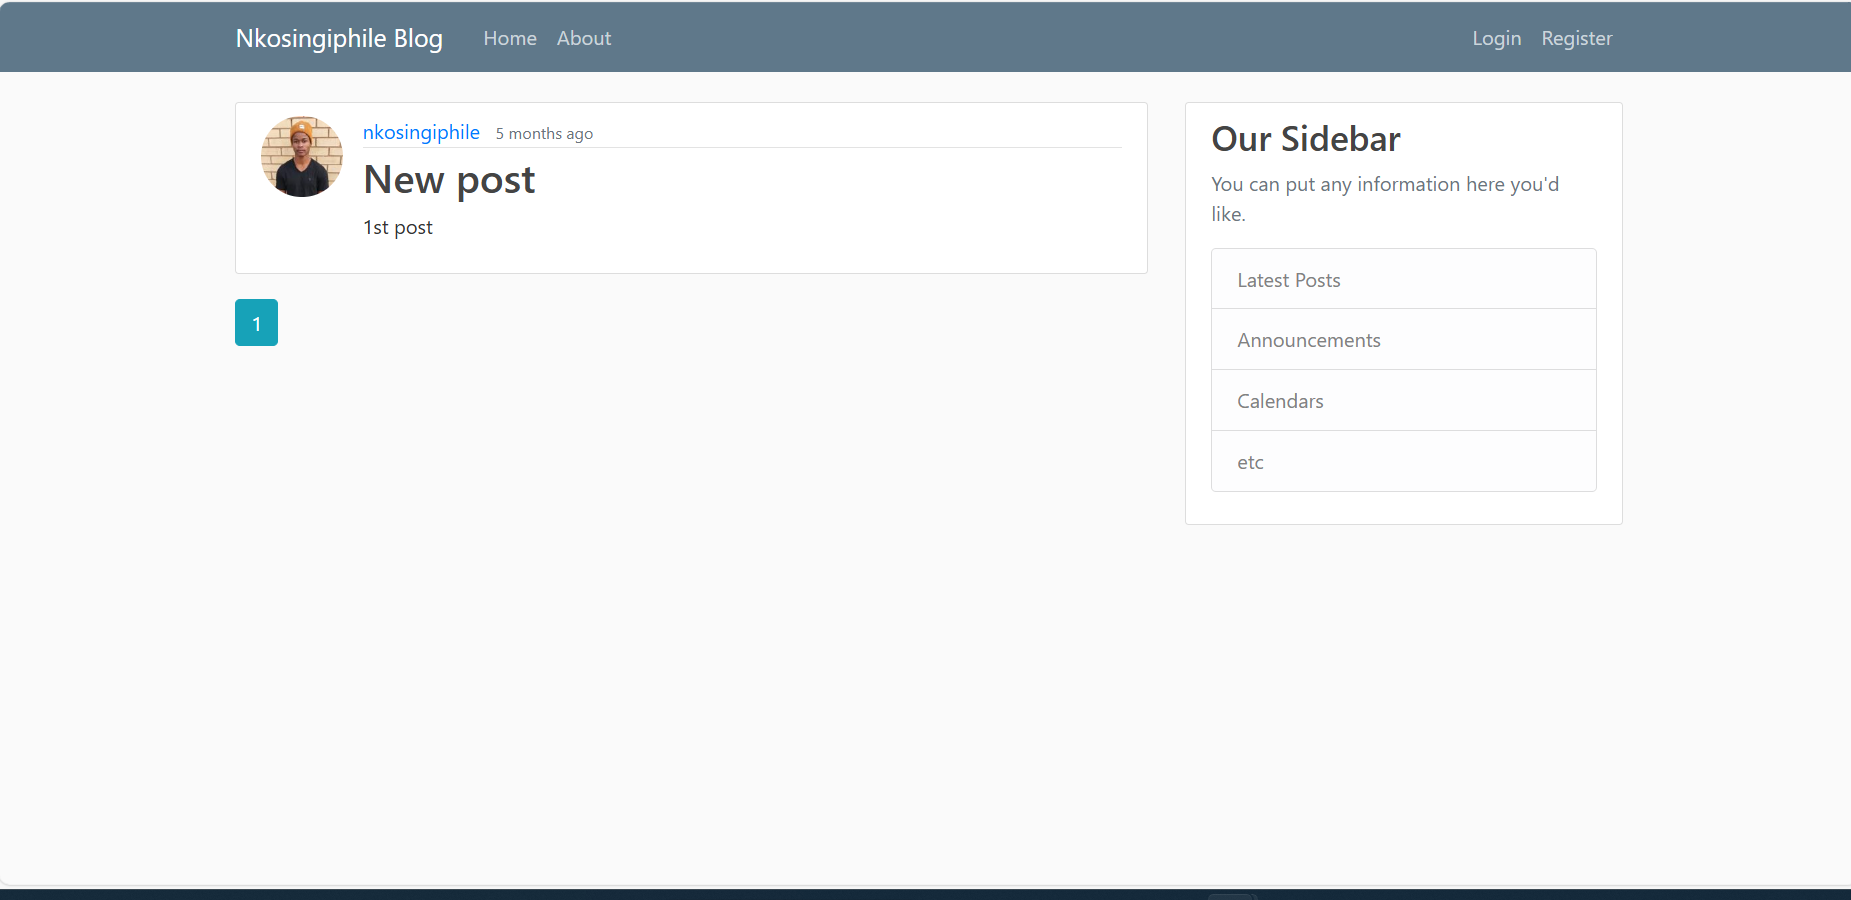 Nkosingiphile Blog Home About Login Register
nkosingiphile 5 months ago
New post
1st post
1
Our Sidebar
You can put any information here you'd
like.
Latest Posts
Announcements
Calendars
etc